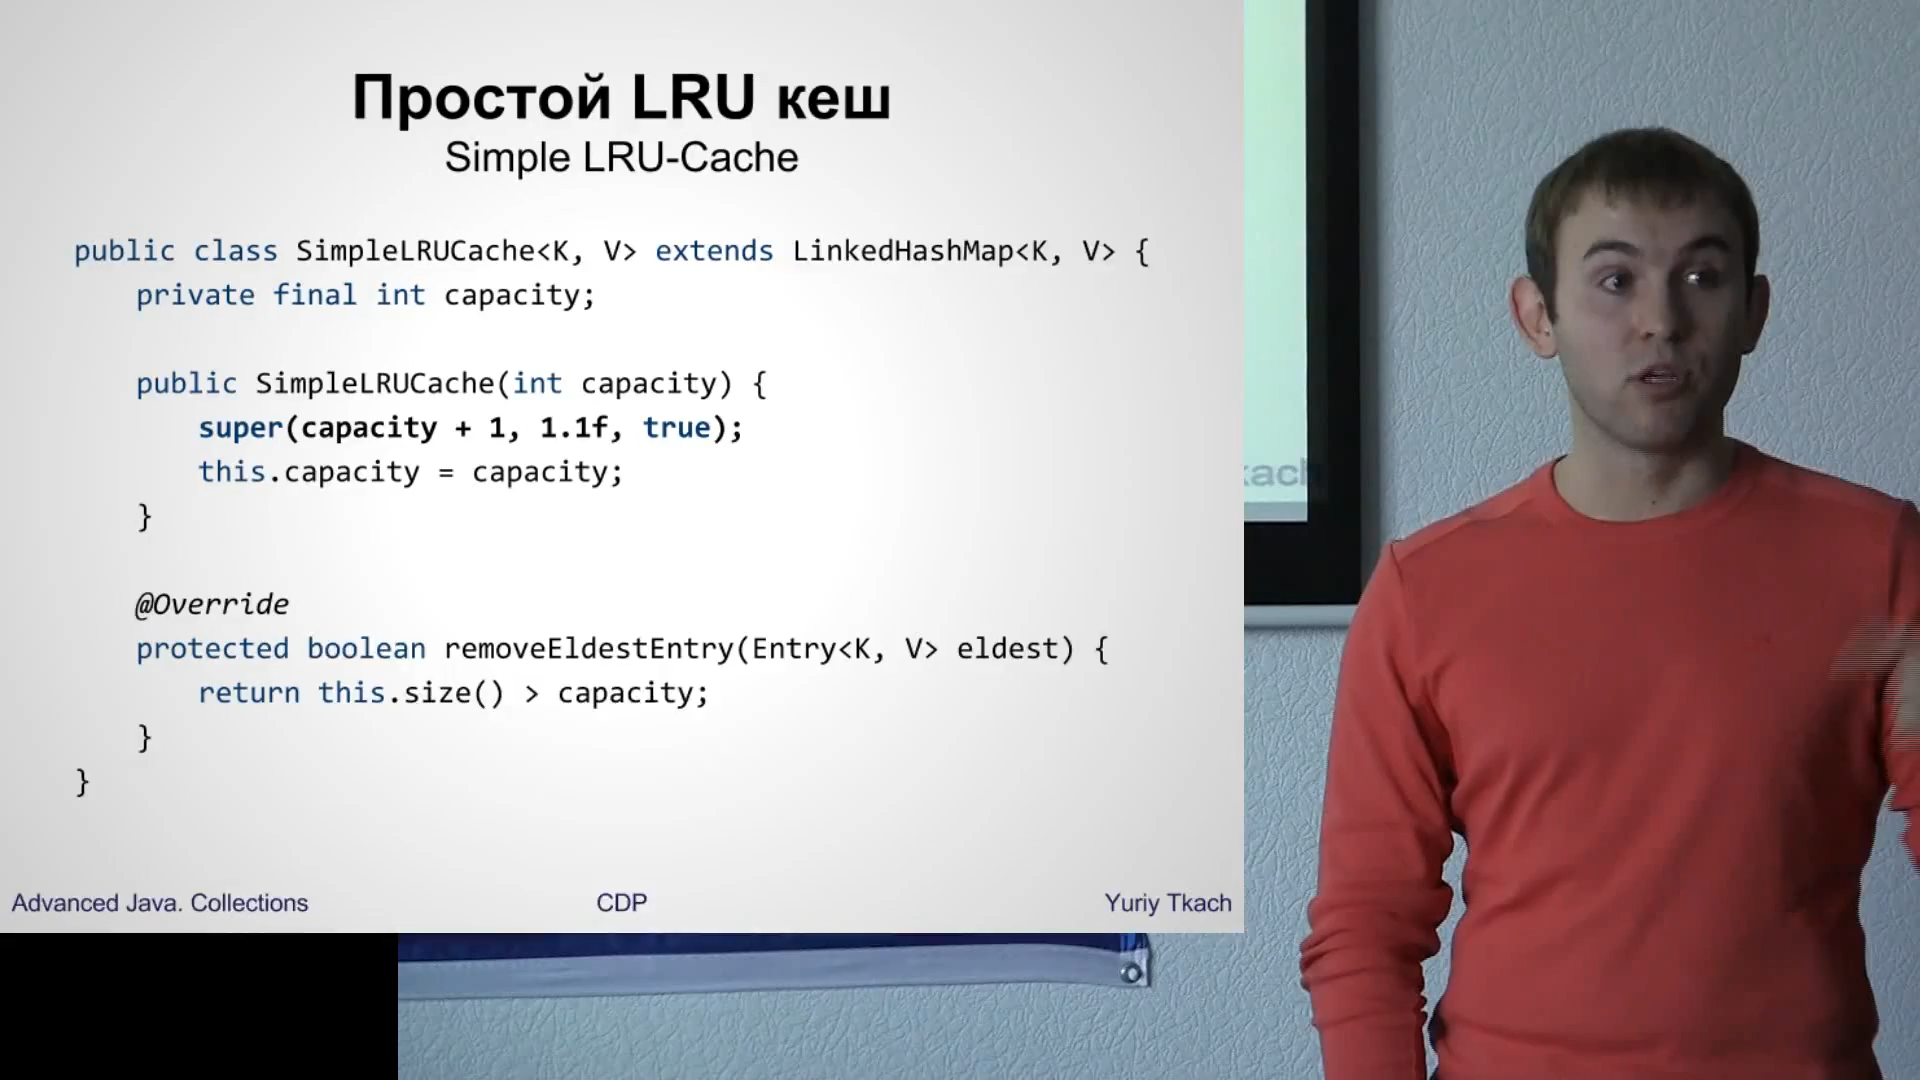 Простой LRU кеш
Simple LRU-Cache
public class SimpleLRUCache<K, V> extends LinkedHashMap<K, V> {
private final int capacity;
public SimpleLRUCache(int capacity) {
super(capacity + 1, 1.1f, true);
this.capacity = capacity;
}
@Override
protected boolean removeEldestEntry(Entry<K, V> eldest) {
return this.size() > capacity;
}
}
Advanced Java. Collections
CDP
Yuriy Tkach
kach